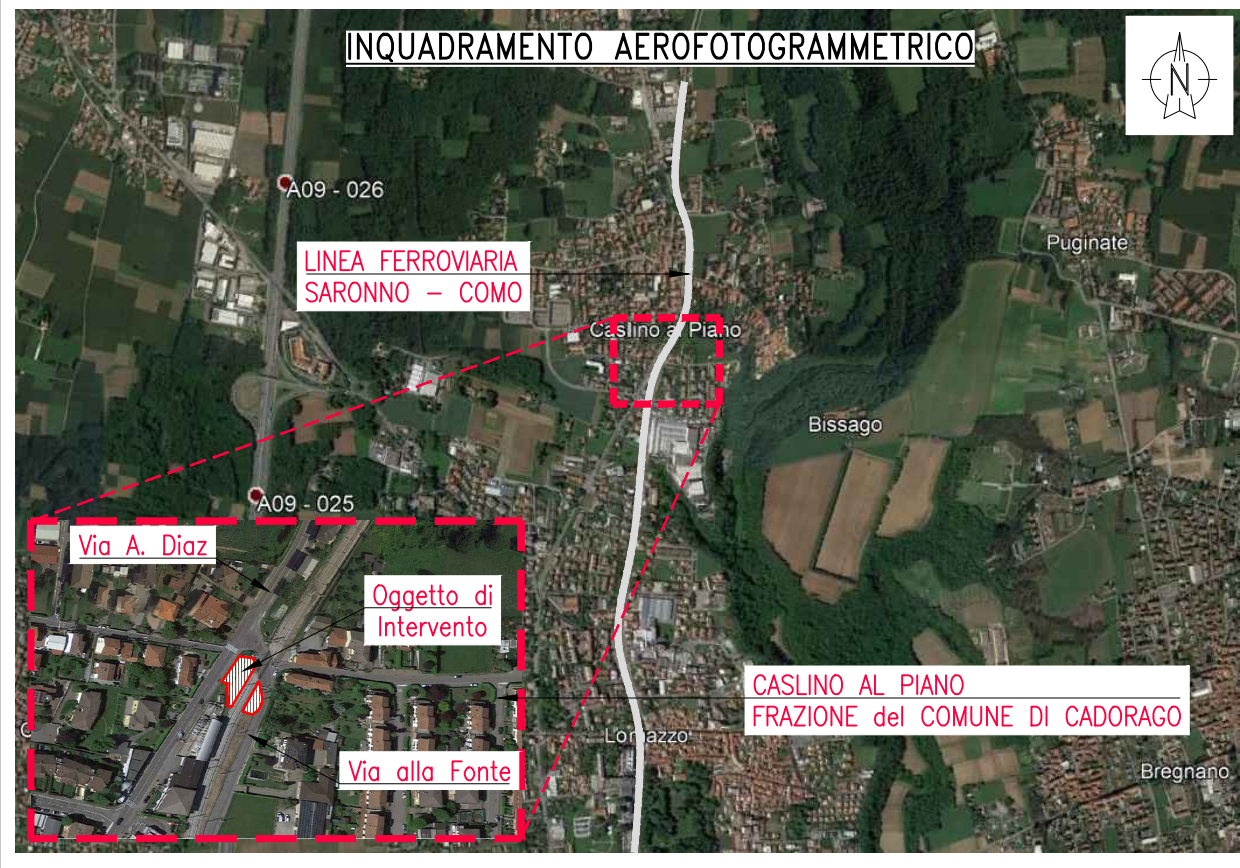 INQUADRAMENTO AEROFOTOGRAMMETRICO
N
A09 - 026
Puginate
LINEA FERROVIARIA
SARONNO – COMO
Caslino al Piano
Bissago
A09 - 025
Via A. Diaz
Oggetto di
Intervento
CASLINO AL PIANO
FRAZIONE del COMUNE DI CADORAGO
Lomazzo
Via alla Fonte
Bregnano